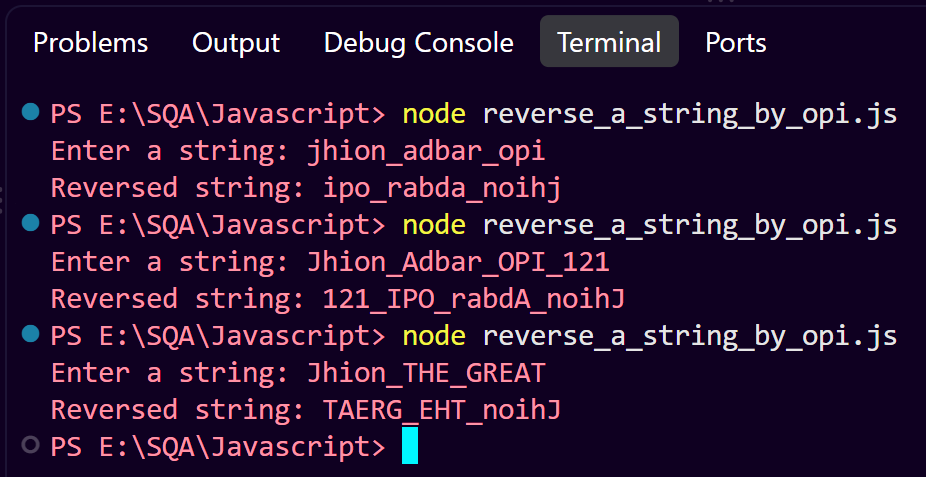 Problems Output Debug Console Terminal Ports
PS E:\SQA\Javascript> node reverse_a_string_by_opi.js
Enter a string: jhion_adbar_opi
Reversed string: ipo_rabda_noihj
PS E:\SQA\Javascript> node reverse_a_string_by_opi.js
Enter a string: Jhion_Adbar_OPI_121
Reversed string: 121_IPO_rabdA_noihJ
PS E:\SQA\Javascript> node reverse_a_string_by_opi.js
Enter a string: Jhion_THE_GREAT
Reversed string: TAERG_EHT_noihJ
PS E:\SQA\Javascript>